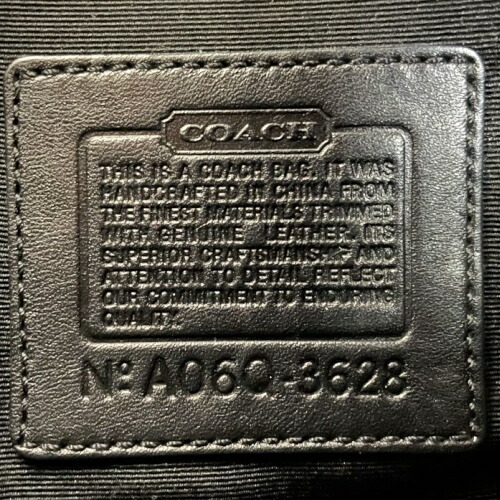 COACH
THIS IS A COACH BAG. IT WAS
HANDCRAFTED IN CHINA FROM
THE FINEST MATERIALS TRIMMED
WITH GENUINE LEATHER. ITS
SUPERIOR CRAFTSMANSHIP AND
ATTENTION TO DETAIL REFLECT
OUR COMMITMENT TO ENDURING
QUALITY.
Nº A06Q-3628